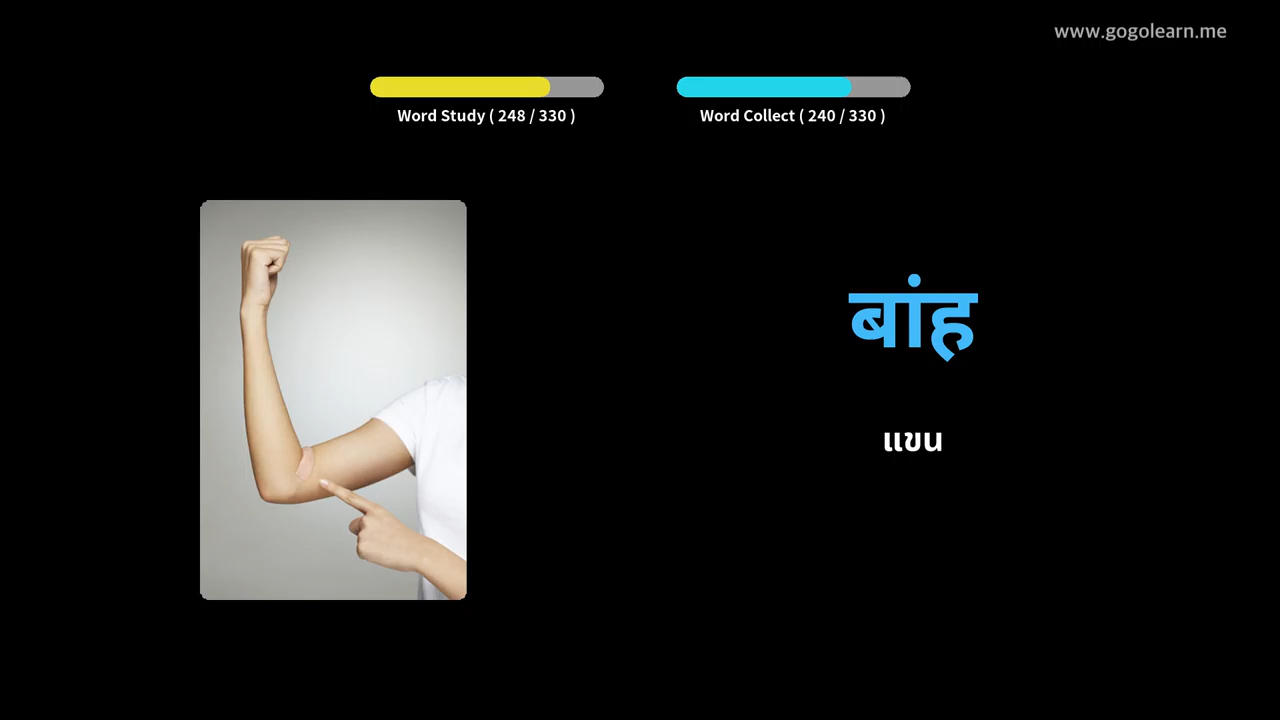 www.gogolearn.me
Word Study ( 248 / 330 )
Word Collect ( 240 / 330 )
बांह
แขน